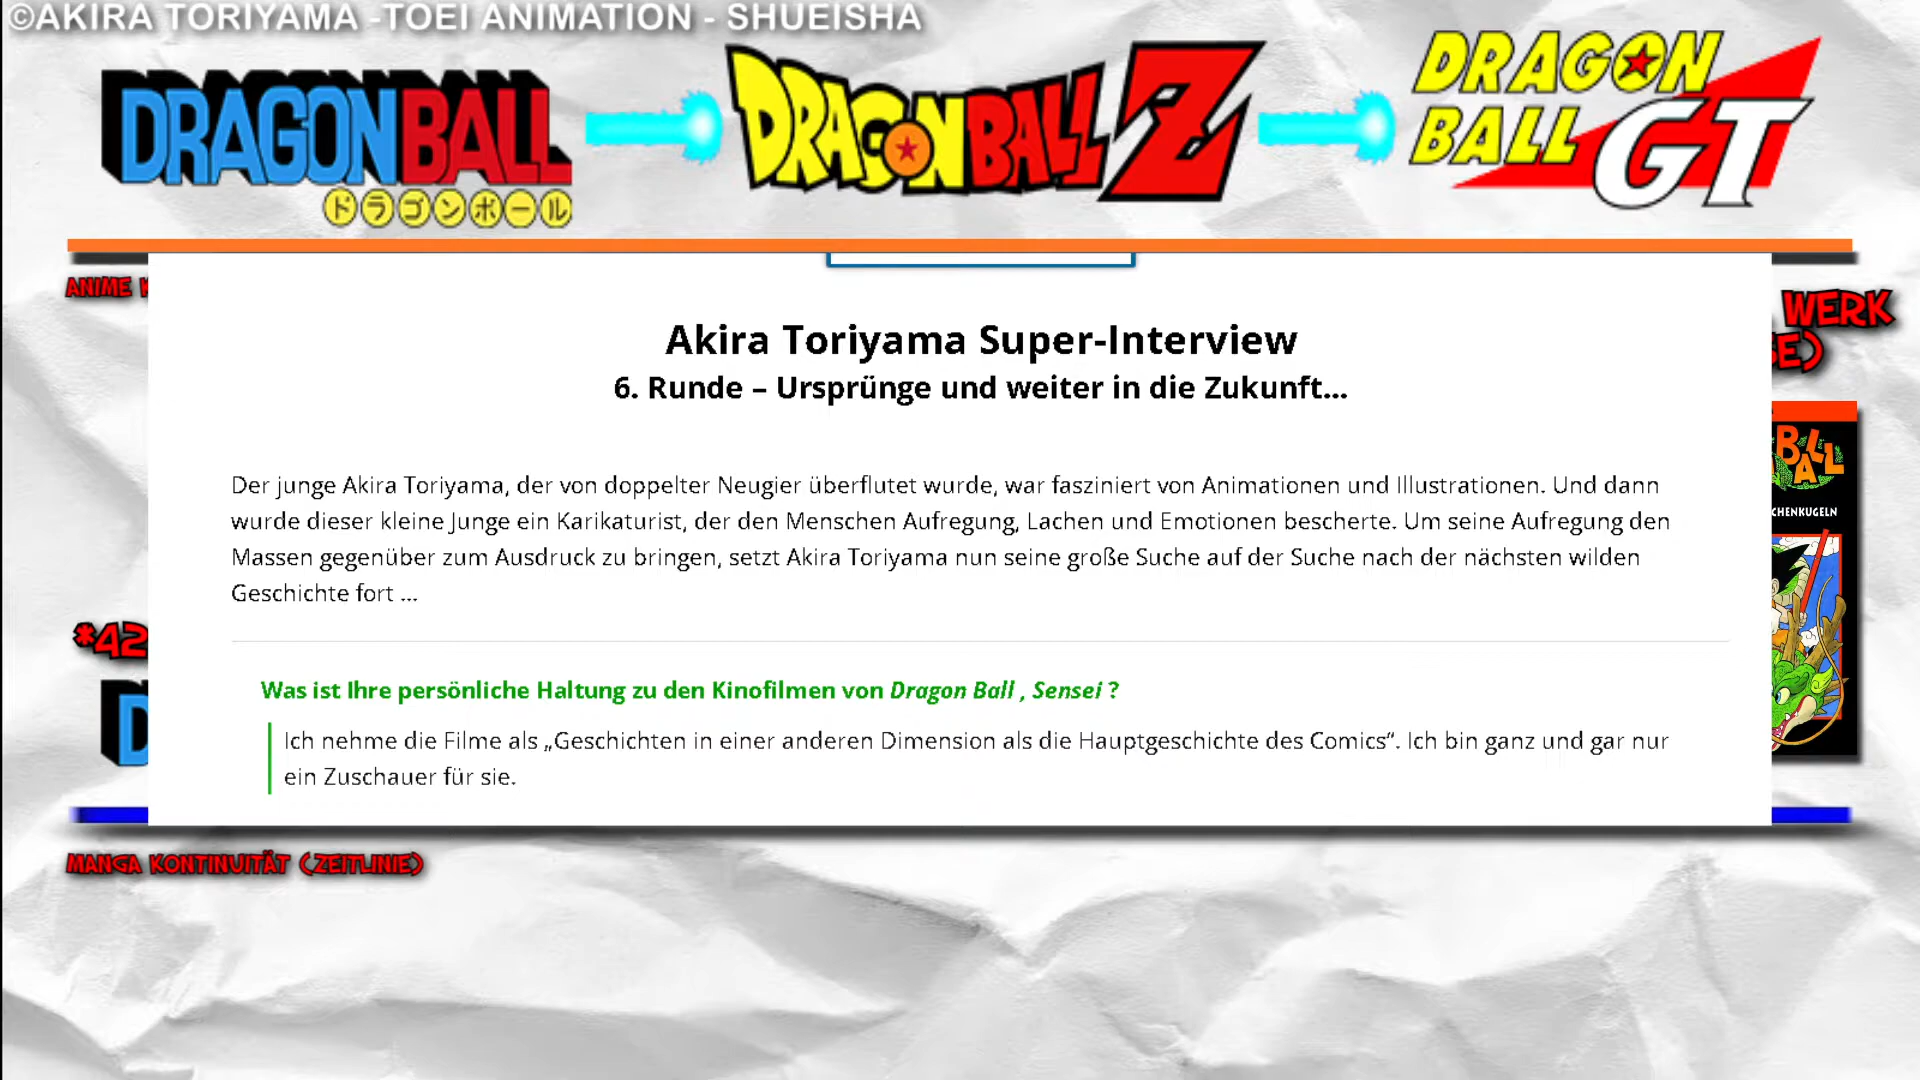 ©AKIRA TORIYAMA -TOEI ANIMATION - SHUEISHA
DRAGONBALL
ドラゴンボール
DRAGONBALL Z
DRAGON
BALL GT
ANIME
WERK
Akira Toriyama Super-Interview
6. Runde – Ursprünge und weiter in die Zukunft...
BALL
Der junge Akira Toriyama, der von doppelter Neugier überflutet wurde, war fasziniert von Animationen und Illustrationen. Und dann
wurde dieser kleine Junge ein Karikaturist, der den Menschen Aufregung, Lachen und Emotionen bescherte. Um seine Aufregung den
Massen gegenüber zum Ausdruck zu bringen, setzt Akira Toriyama nun seine große Suche auf der Suche nach der nächsten wilden
Geschichte fort ...
*42
Was ist Ihre persönliche Haltung zu den Kinofilmen von Dragon Ball , Sensei ?
Ich nehme die Filme als „Geschichten in einer anderen Dimension als die Hauptgeschichte des Comics“. Ich bin ganz und gar nur
ein Zuschauer für sie.
MANGA KONTINUITÄT (ZEITLINIE)